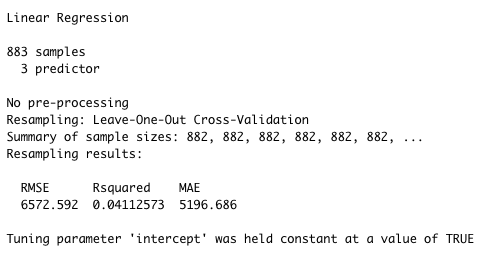 Linear Regression
883 samples
3 predictor
No pre-processing
Resampling: Leave-One-Out Cross-Validation
Summary of sample sizes: 882, 882, 882, 882, 882, 882, ...
Resampling results:
RMSE Rsquared MAE
6572.592 0.04112573 5196.686
Tuning parameter 'intercept' was held constant at a value of TRUE